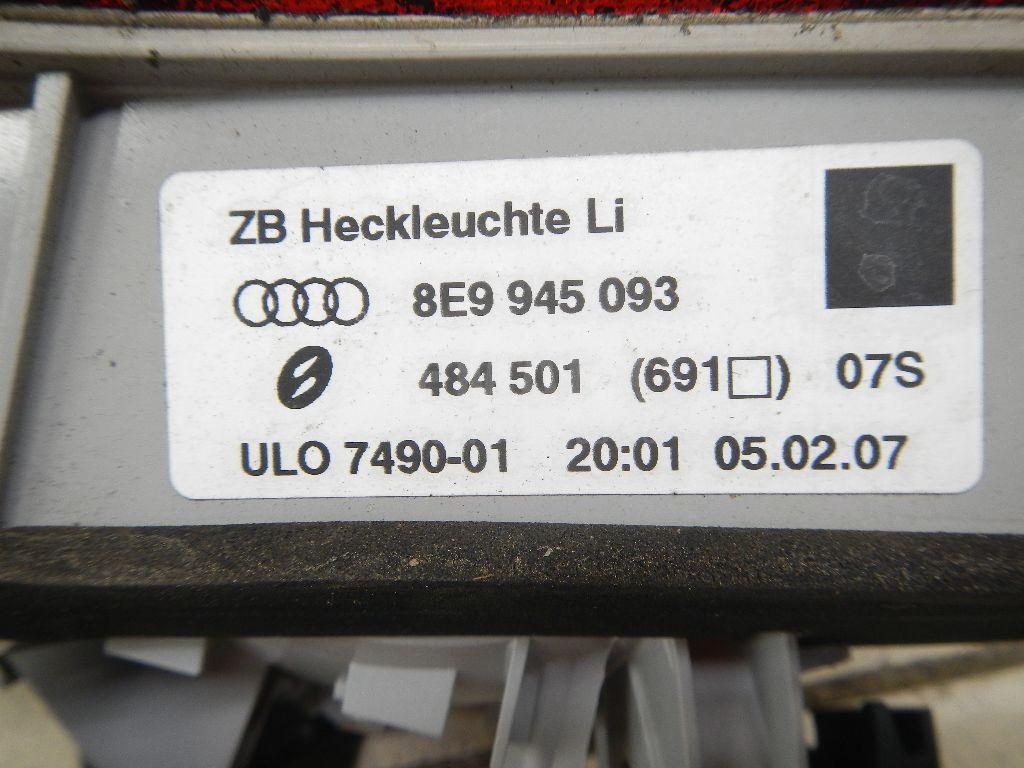 ZB Heckleuchte Li
8E9 945 093
484 501 (691□) 07S
ULO 7490-01 20:01 05.02.07